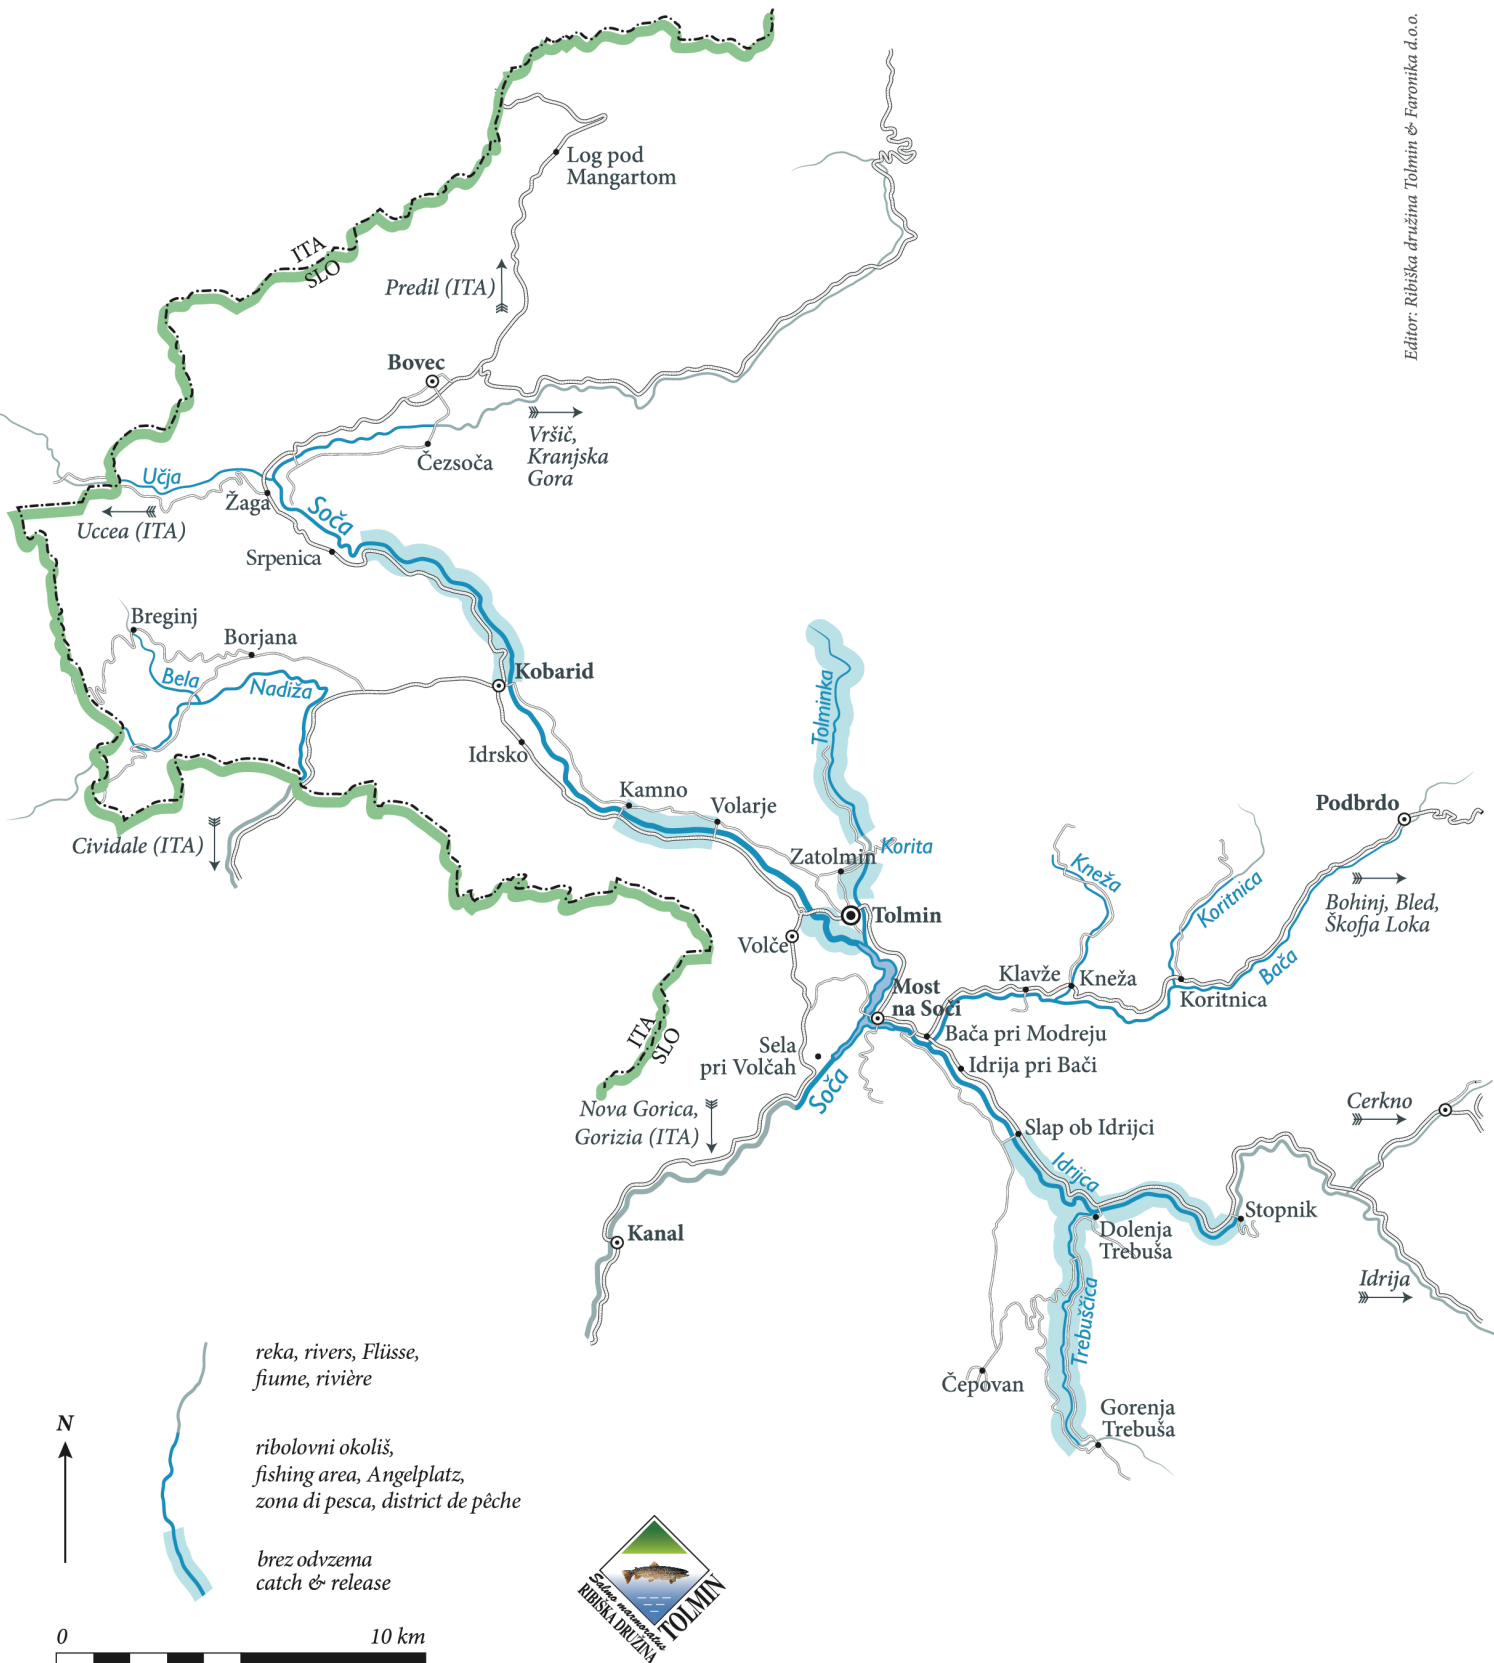 Editor: Ribiška družina Tolmin & Faronika d.o.o.
Log pod
Mangartom
ITA
SLO
Predil (ITA)
Bovec
Vršič,
Kranjska
Gora
Čezsoča
Učja
Žaga
Uccea (ITA)
Soča
Srpenica
Breginj
Borjana
Bela
Nadiža
Kobarid
Idrsko
Tolminka
Kamno
Volarje
Cividale (ITA)
Zatolmin
Korita
Podbrdo
Kneža
Koritnica
Bohinj, Bled,
Škofja Loka
Tolmin
Volče
Bača
Klavže
Kneža
Koritnica
Most
na Soči
Bača pri Modreju
ITA
SLO
Sela
pri Volčah
Idrija pri Bači
Soča
Nova Gorica,
Gorizia (ITA)
Cerkno
Slap ob Idrijci
Idrijca
Stopnik
Dolenja
Trebuša
Kanal
Idrija
Trebuščica
Čepovan
Gorenja
Trebuša
reka, rivers, Flüsse,
fiume, rivière
N
ribolovni okoliš,
fishing area, Angelplatz,
zona di pesca, district de pêche
brez odvzema
catch & release
Salmo marmoratus
RIBIŠKA DRUŽINA
TOLMIN
0 10 km